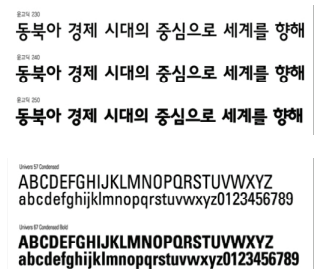 윤고딕 230
동북아 경제 시대의 중심으로 세계를 향해
윤고딕 240
동북아 경제 시대의 중심으로 세계를 향해
윤고딕 250
동북아 경제 시대의 중심으로 세계를 향해
Univers 57 Condensed
ABCDEFGHIJKLMNOPQRSTUVWXYZ
abcdefghijklmnopqrstuvwxyz0123456789
Univers 67 Condensed Bold
ABCDEFGHIJKLMNOPQRSTUVWXYZ
abcdefghijklmnopqrstuvwxyz0123456789